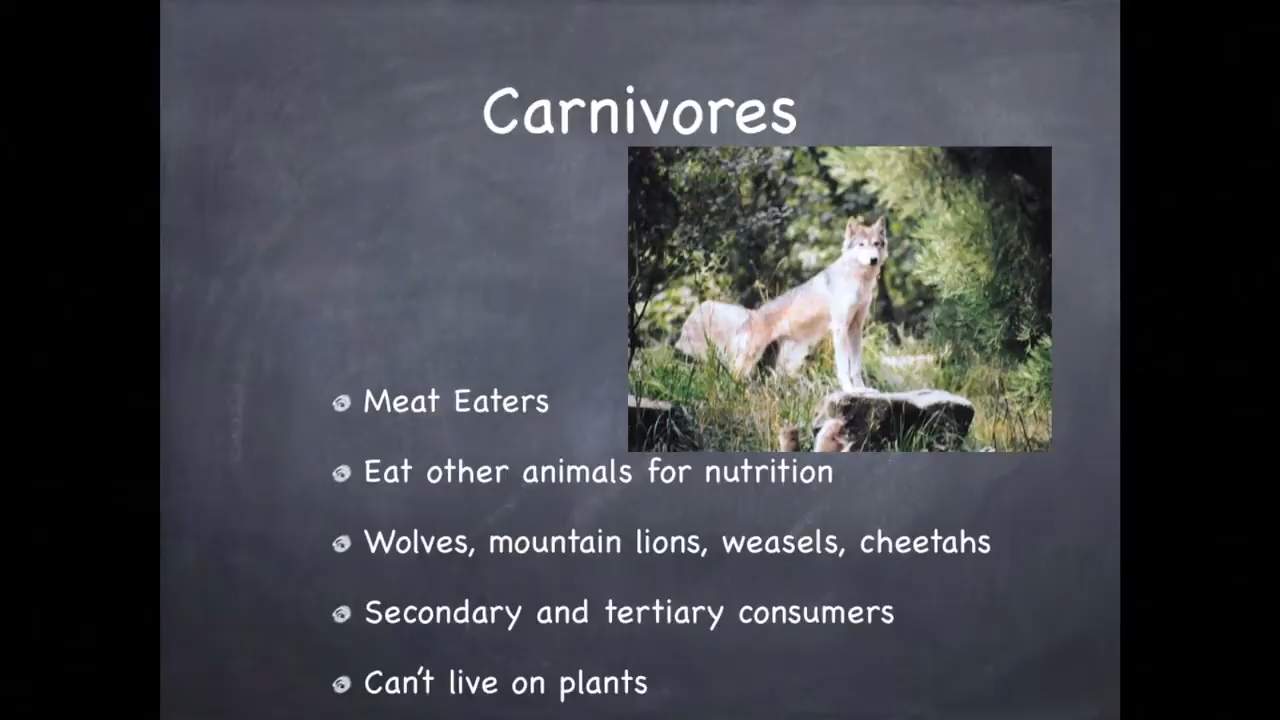 Carnivores
Meat Eaters
Eat other animals for nutrition
Wolves, mountain lions, weasels, cheetahs
Secondary and tertiary consumers
Can't live on plants